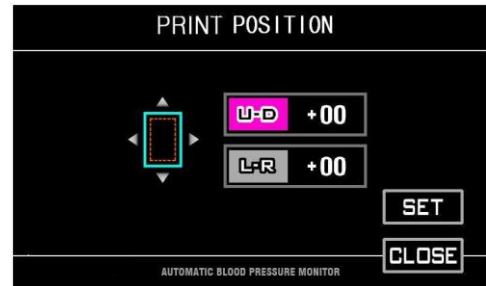 PRINT POSITION
U-D +00
L-R +00
SET
CLOSE
AUTOMATIC BLOOD PRESSURE MONITOR